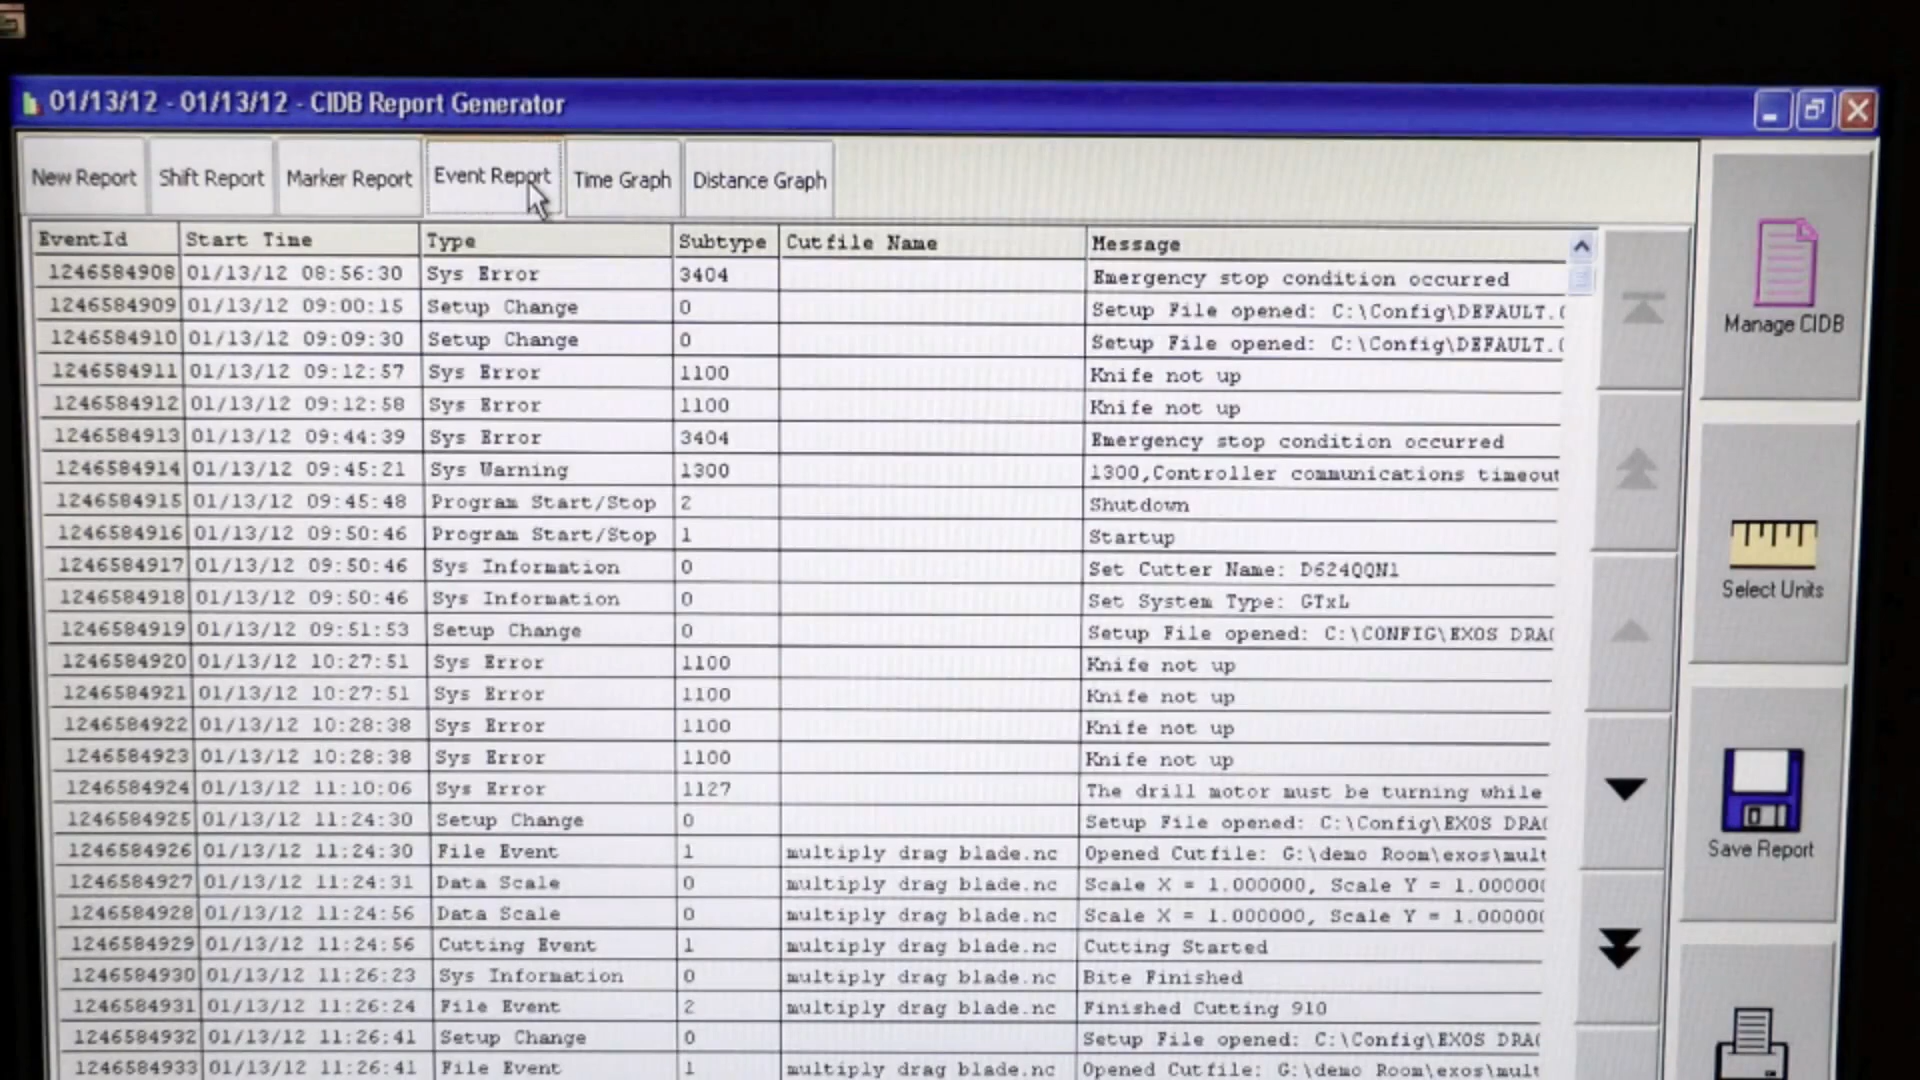 01/13/12 - 01/13/12 - CIDB Report Generator
New Report Shift Report Marker Report Event Report Time Graph Distance Graph
EventId Start Time Type Subtype Cutfile Name Message
1246584908 01/13/12 08:56:30 Sys Error 3404 Emergency stop condition occurred
1246584909 01/13/12 09:00:15 Setup Change 0 Setup File opened: C:\Config\DEFAULT.(
1246584910 01/13/12 09:09:30 Setup Change 0 Setup File opened: C:\Config\DEFAULT.(
1246584911 01/13/12 09:12:57 Sys Error 1100 Knife not up
1246584912 01/13/12 09:12:58 Sys Error 1100 Knife not up
1246584913 01/13/12 09:44:39 Sys Error 3404 Emergency stop condition occurred
1246584914 01/13/12 09:45:21 Sys Warning 1300 1300,Controller communications timeout
1246584915 01/13/12 09:45:48 Program Start/Stop 2 Shutdown
1246584916 01/13/12 09:50:46 Program Start/Stop 1 Startup
1246584917 01/13/12 09:50:46 Sys Information 0 Set Cutter Name: D624QQN1
1246584918 01/13/12 09:50:46 Sys Information 0 Set System Type: GTxL
1246584919 01/13/12 09:51:53 Setup Change 0 Setup File opened: C:\CONFIG\EXOS DRA(
1246584920 01/13/12 10:27:51 Sys Error 1100 Knife not up
1246584921 01/13/12 10:27:51 Sys Error 1100 Knife not up
1246584922 01/13/12 10:28:38 Sys Error 1100 Knife not up
1246584923 01/13/12 10:28:38 Sys Error 1100 Knife not up
1246584924 01/13/12 11:10:06 Sys Error 1127 The drill motor must be turning while
1246584925 01/13/12 11:24:30 Setup Change 0 Setup File opened: C:\Config\EXOS DRA(
1246584926 01/13/12 11:24:30 File Event 1 multiply drag blade.nc Opened Cutfile: G:\demo Room\exos\mult
1246584927 01/13/12 11:24:31 Data Scale 0 multiply drag blade.nc Scale X = 1.000000, Scale Y = 1.00000(
1246584928 01/13/12 11:24:56 Data Scale 0 multiply drag blade.nc Scale X = 1.000000, Scale Y = 1.00000(
1246584929 01/13/12 11:24:56 Cutting Event 1 multiply drag blade.nc Cutting Started
1246584930 01/13/12 11:26:23 Sys Information 0 multiply drag blade.nc Bite Finished
1246584931 01/13/12 11:26:24 File Event 2 multiply drag blade.nc Finished Cutting 910
1246584932 01/13/12 11:26:41 Setup Change 0 Setup File opened: C:\Config\EXOS DRA(
1246584933 01/13/12 11:26:41 File Event 1 multiply drag blade.nc Opened Cutfile: G:\demo Room\exos\mult
Manage CIDB
Select Units
Save Report